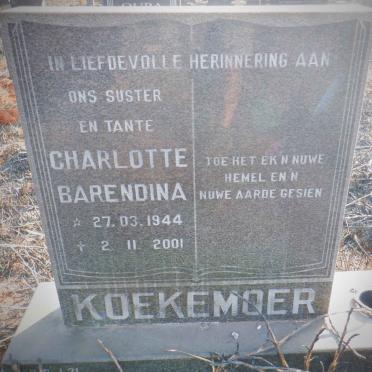 OUPA
IN LIEFDEVOLLE HERINNERING AAN
ONS SUSTER
EN TANTE
CHARLOTTE
BARENDINA
☆ 27. 03. 1944
† 2. 11. 2001
TOE HET EK 'N NUWE
HEMEL EN 'N
NUWE AARDE GESIEN
KOEKEMOER